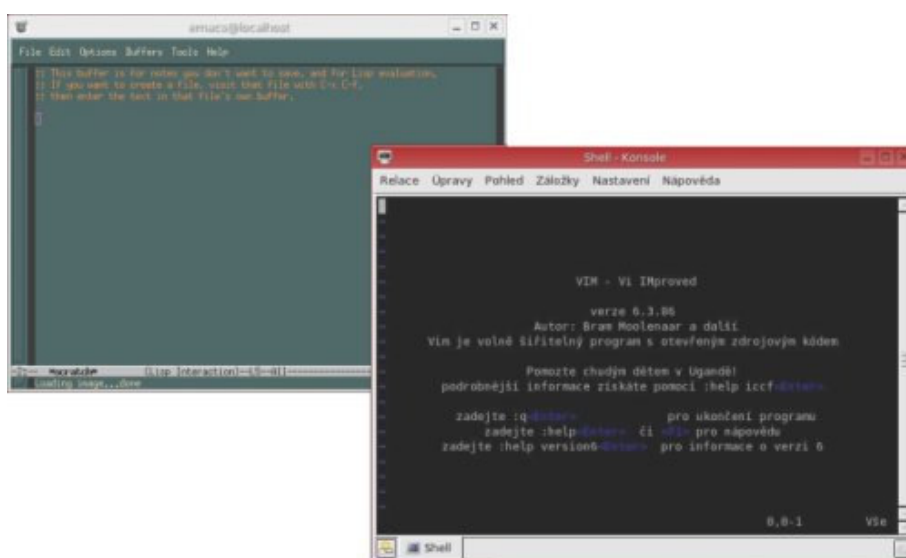 emacs@localhost
File Edit Options Buffers Tools Help
;; This buffer is for notes you don't want to save, and for Lisp evaluation.
;; If you want to create a file, visit that file with C-x C-f,
;; then enter the text in that file's own buffer.
*scratch* (Lisp Interaction)--L5--All
Loading image...done
Shell - Konsole
Relace Úpravy Pohled Záložky Nastavení Nápověda
VIM - Vi IMproved
verze 6.3.86
Autor: Bram Moolenaar a další
Vim je volně šiřitelný program s otevřeným zdrojovým kódem
Pomozte chudým dětem v Ugandě!
podrobnější informace získáte pomocí :help iccf<Enter>
zadejte :q<Enter> pro ukončení programu
zadejte :help<Enter> či <F1> pro nápovědu
zadejte :help version6<Enter> pro informace o verzi 6
0,0-1 Vše
Shell